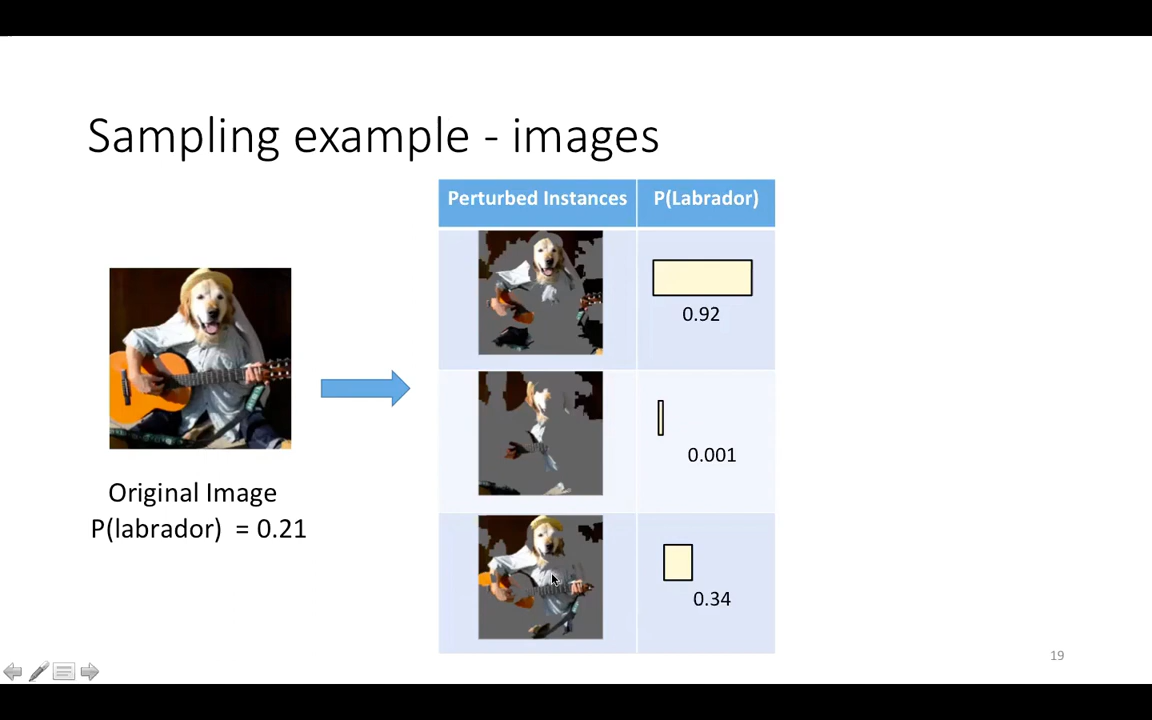 Sampling example - images
Perturbed Instances P(Labrador)
0.92
0.001
0.34
Original Image
P(labrador) = 0.21
19